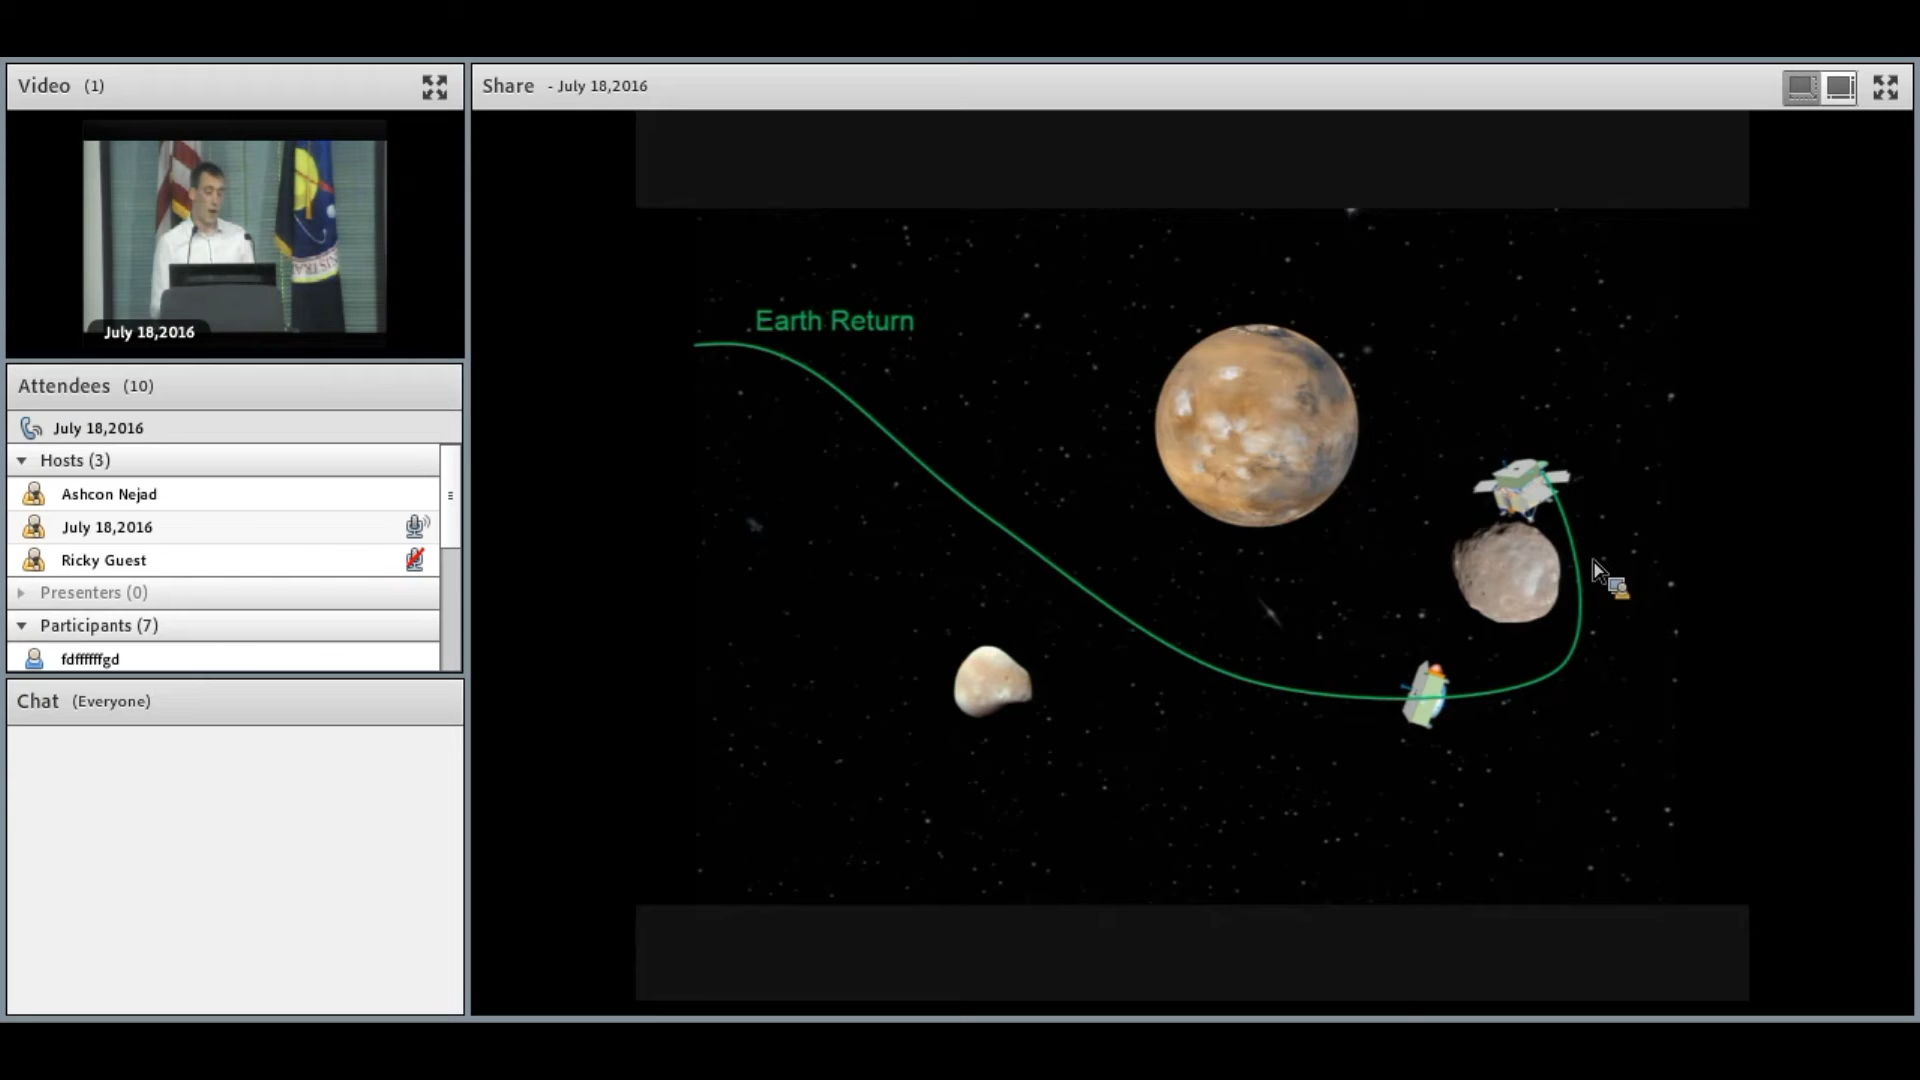 Video (1)
July 18,2016
Attendees (10)
July 18,2016
Hosts (3)
Ashcon Nejad
July 18,2016
Ricky Guest
Presenters (0)
Participants (7)
fdffffffgd
Chat (Everyone)
Share - July 18,2016
Earth Return